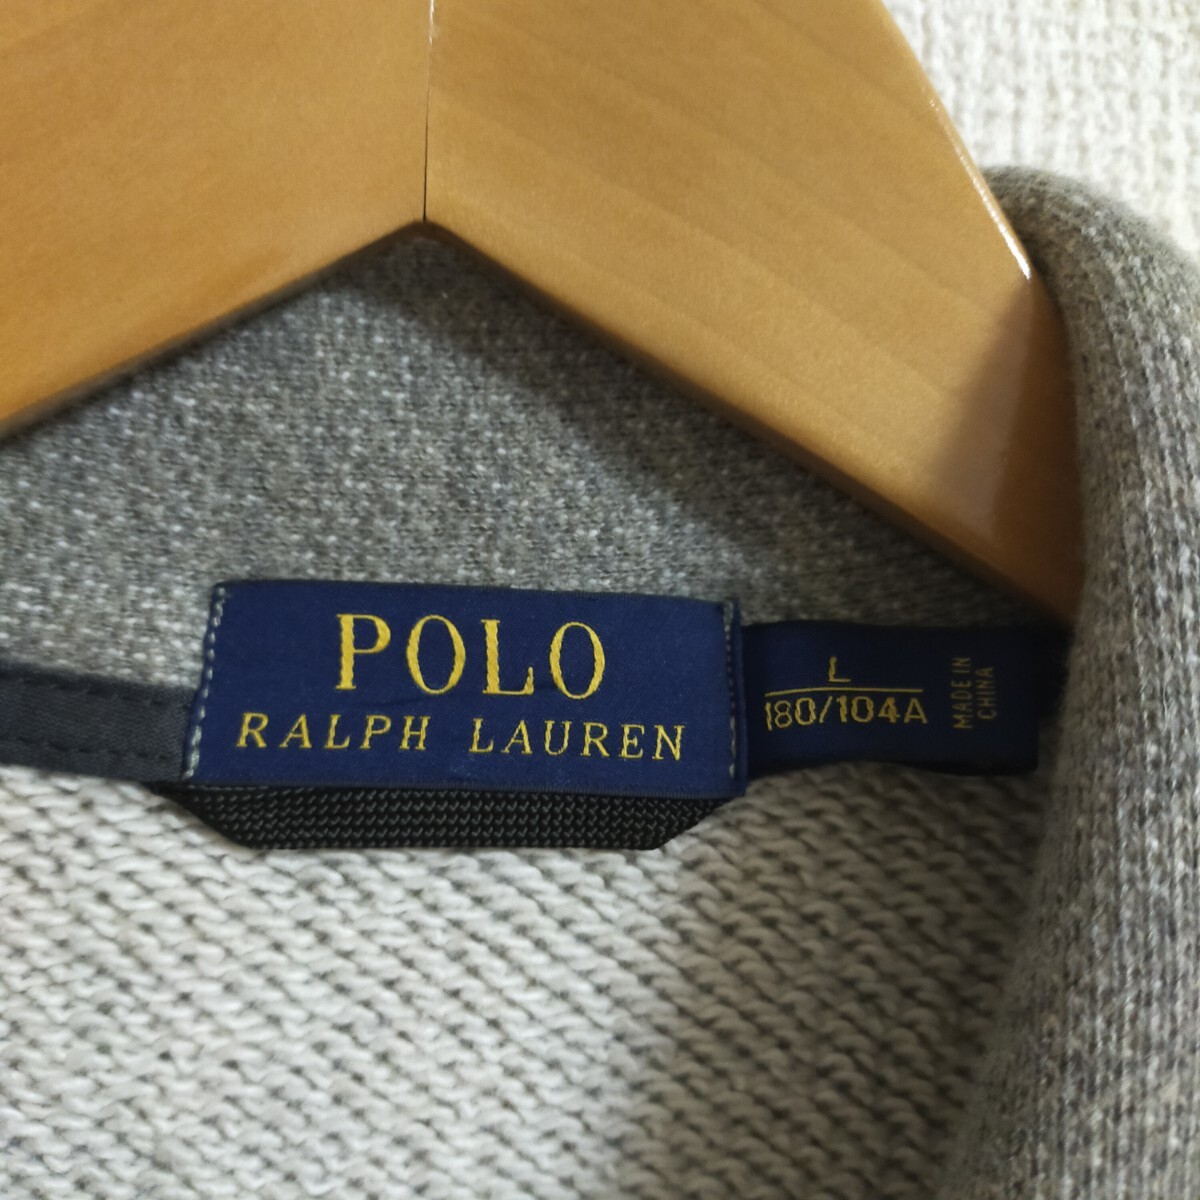 POLO
RALPH LAUREN
L
180/104A
MADE IN
CHINA